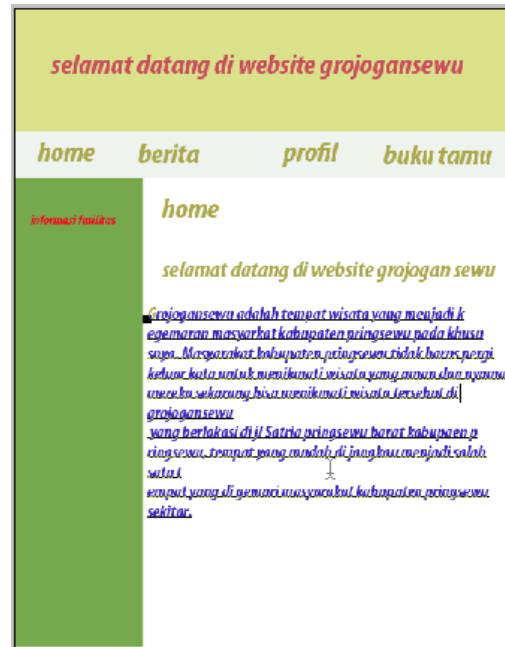 selamat datang di website grojogansewu
home berita profil buku tamu
informasi fasilitas
home
selamat datang di website grojogan sewu
Grojogansewu adalah tempat wisata yang menjadi k
egemaran masyarkat kabupaten pringsewu pada khusu
snya. Masyarakat kabupaten pringsewu tidak harus pergi
keluar kota untuk menikmati wisata yang aman dan nyama
mereka sekarang bisa menikmati wisata tersebut di
grojogansewu
yang berlokasi di jl Satria pringsewu barat kabupaen p
ringsewu, tempat yang mudah di jangkau menjadi salah
satu t
empat yang di gemari masyarakat kabupaten pringsewu
sekitar.